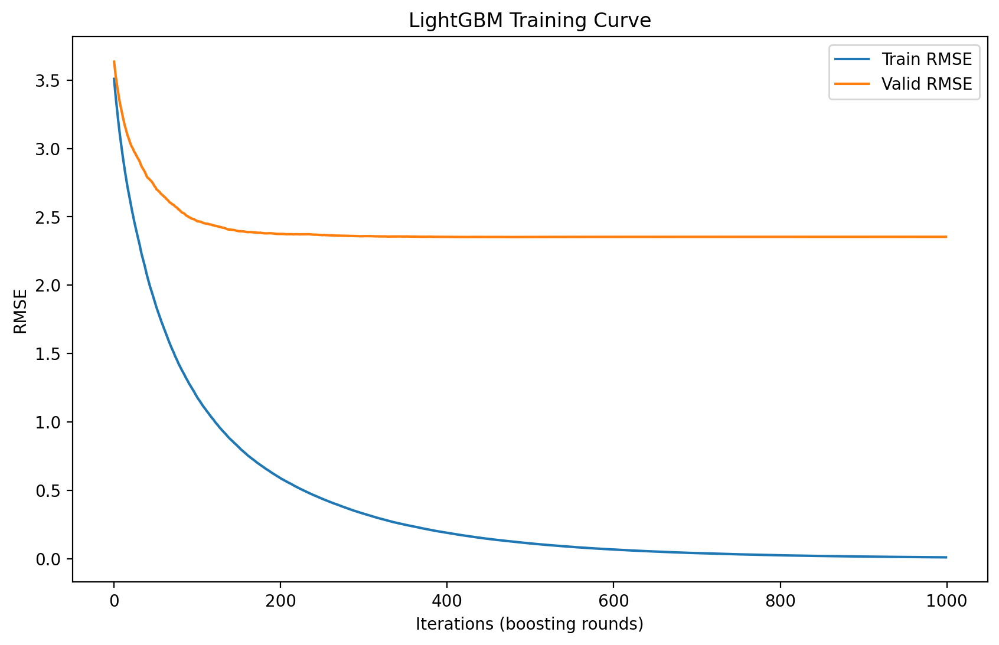 LightGBM Training Curve
Train RMSE
Valid RMSE
3.5
3.0
2.5
2.0
1.5
1.0
0.5
0.0
RMSE
0 200 400 600 800 1000
Iterations (boosting rounds)